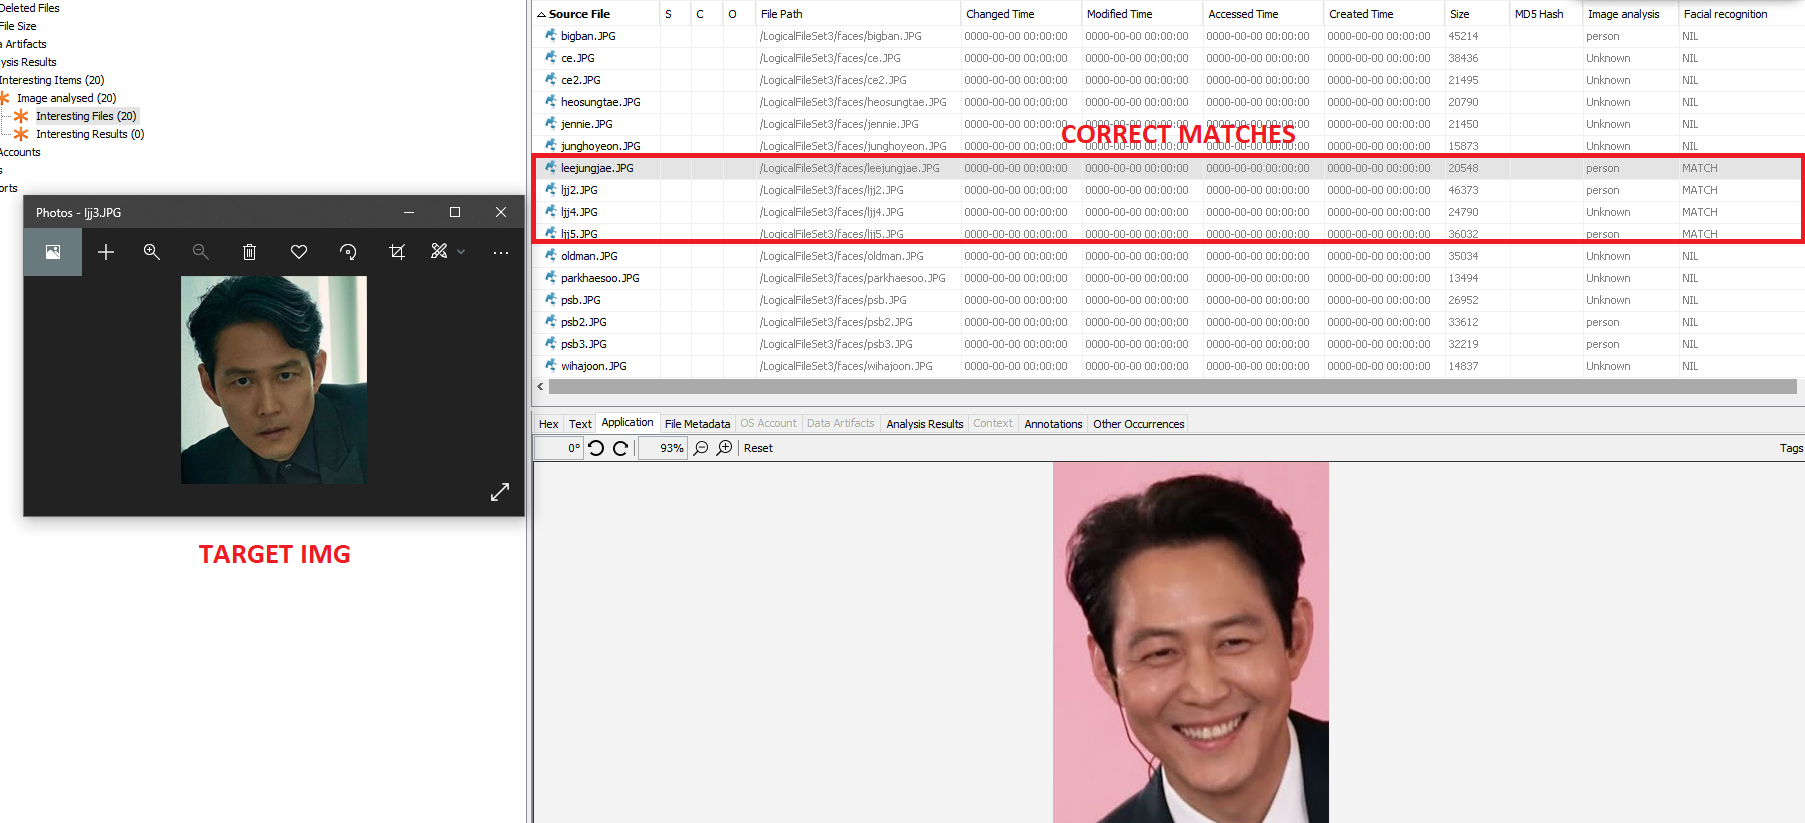 Deleted Files
File Size
a Artifacts
ysis Results
Interesting Items (20)
Image analysed (20)
Interesting Files (20)
Interesting Results (0)
Accounts
s
orts
Photos - ljj3.JPG
TARGET IMG
Source File S C O File Path Changed Time Modified Time Accessed Time Created Time Size MD5 Hash Image analysis Facial recognition
bigban.JPG /LogicalFileSet3/faces/bigban.JPG 0000-00-00 00:00:00 0000-00-00 00:00:00 0000-00-00 00:00:00 0000-00-00 00:00:00 45214 person NIL
ce.JPG /LogicalFileSet3/faces/ce.JPG 0000-00-00 00:00:00 0000-00-00 00:00:00 0000-00-00 00:00:00 0000-00-00 00:00:00 38436 Unknown NIL
ce2.JPG /LogicalFileSet3/faces/ce2.JPG 0000-00-00 00:00:00 0000-00-00 00:00:00 0000-00-00 00:00:00 0000-00-00 00:00:00 21495 Unknown NIL
heosungtae.JPG /LogicalFileSet3/faces/heosungtae.JPG 0000-00-00 00:00:00 0000-00-00 00:00:00 0000-00-00 00:00:00 0000-00-00 00:00:00 20790 Unknown NIL
jennie.JPG /LogicalFileSet3/faces/jennie.JPG 0000-00-00 00:00:00 0000-00-00 00:00:00 0000-00-00 00:00:00 0000-00-00 00:00:00 21450 Unknown NIL
CORRECT MATCHES
junghoyeon.JPG /LogicalFileSet3/faces/junghoyeon.JPG 0000-00-00 00:00:00 0000-00-00 00:00:00 0000-00-00 00:00:00 0000-00-00 00:00:00 15873 Unknown NIL
leejungjae.JPG /LogicalFileSet3/faces/leejungjae.JPG 0000-00-00 00:00:00 0000-00-00 00:00:00 0000-00-00 00:00:00 0000-00-00 00:00:00 20548 person MATCH
ljj2.JPG /LogicalFileSet3/faces/ljj2.JPG 0000-00-00 00:00:00 0000-00-00 00:00:00 0000-00-00 00:00:00 0000-00-00 00:00:00 46373 person MATCH
ljj4.JPG /LogicalFileSet3/faces/ljj4.JPG 0000-00-00 00:00:00 0000-00-00 00:00:00 0000-00-00 00:00:00 0000-00-00 00:00:00 24790 Unknown MATCH
ljj5.JPG /LogicalFileSet3/faces/ljj5.JPG 0000-00-00 00:00:00 0000-00-00 00:00:00 0000-00-00 00:00:00 0000-00-00 00:00:00 36032 person MATCH
oldman.JPG /LogicalFileSet3/faces/oldman.JPG 0000-00-00 00:00:00 0000-00-00 00:00:00 0000-00-00 00:00:00 0000-00-00 00:00:00 35034 Unknown NIL
parkhaesoo.JPG /LogicalFileSet3/faces/parkhaesoo.JPG 0000-00-00 00:00:00 0000-00-00 00:00:00 0000-00-00 00:00:00 0000-00-00 00:00:00 13494 Unknown NIL
psb.JPG /LogicalFileSet3/faces/psb.JPG 0000-00-00 00:00:00 0000-00-00 00:00:00 0000-00-00 00:00:00 0000-00-00 00:00:00 26952 Unknown NIL
psb2.JPG /LogicalFileSet3/faces/psb2.JPG 0000-00-00 00:00:00 0000-00-00 00:00:00 0000-00-00 00:00:00 0000-00-00 00:00:00 33612 person NIL
psb3.JPG /LogicalFileSet3/faces/psb3.JPG 0000-00-00 00:00:00 0000-00-00 00:00:00 0000-00-00 00:00:00 0000-00-00 00:00:00 32219 person NIL
wihajoon.JPG /LogicalFileSet3/faces/wihajoon.JPG 0000-00-00 00:00:00 0000-00-00 00:00:00 0000-00-00 00:00:00 0000-00-00 00:00:00 14837 Unknown NIL
Hex Text Application File Metadata OS Account Data Artifacts Analysis Results Context Annotations Other Occurrences
0° 93% Reset Tags